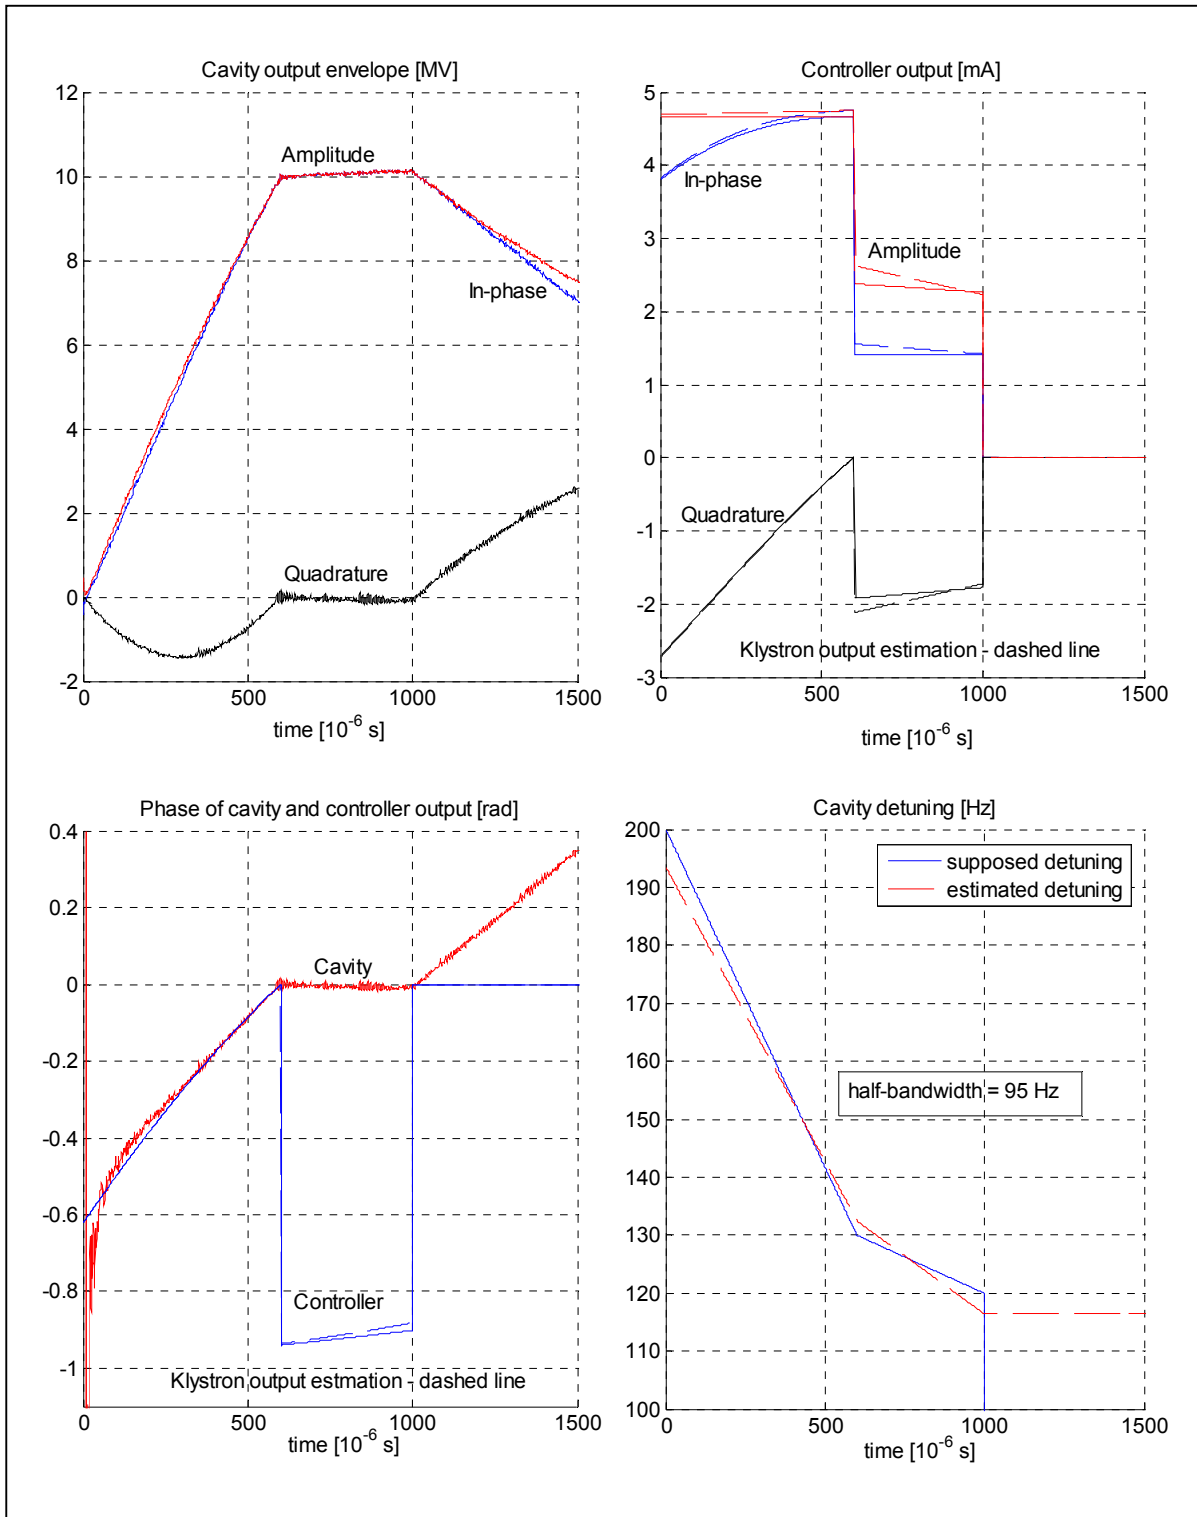 Cavity output envelope [MV]
12
10
8
6
4
2
0
-2
Amplitude
In-phase
Quadrature
0
500
1000
1500
time [10-6 s]
Controller output [mA]
5
4
3
2
1
0
-1
-2
-3
In-phase
Amplitude
Quadrature
Klystron output estimation - dashed line
0
500
1000
1500
time [10-6 s]
Phase of cavity and controller output [rad]
0.4
0.2
0
-0.2
-0.4
-0.6
-0.8
-1
Cavity
Controller
Klystron output estmation - dashed line
0
500
1000
1500
time [10-6 s]
Cavity detuning [Hz]
200
190
180
170
160
150
140
130
120
110
100
supposed detuning
estimated detuning
half-bandwidth = 95 Hz
0
500
1000
1500
time [10-6 s]